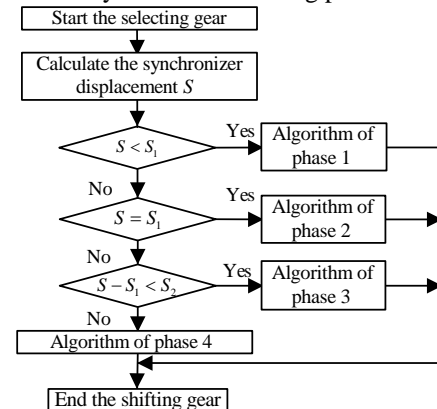 Start the selecting gear
Calculate the synchronizer
displacement S
S < S₁
Yes
Algorithm of
phase 1
No
S = S₁
Yes
Algorithm of
phase 2
No
S − S₁ < S₂
Yes
Algorithm of
phase 3
No
Algorithm of phase 4
End the shifting gear